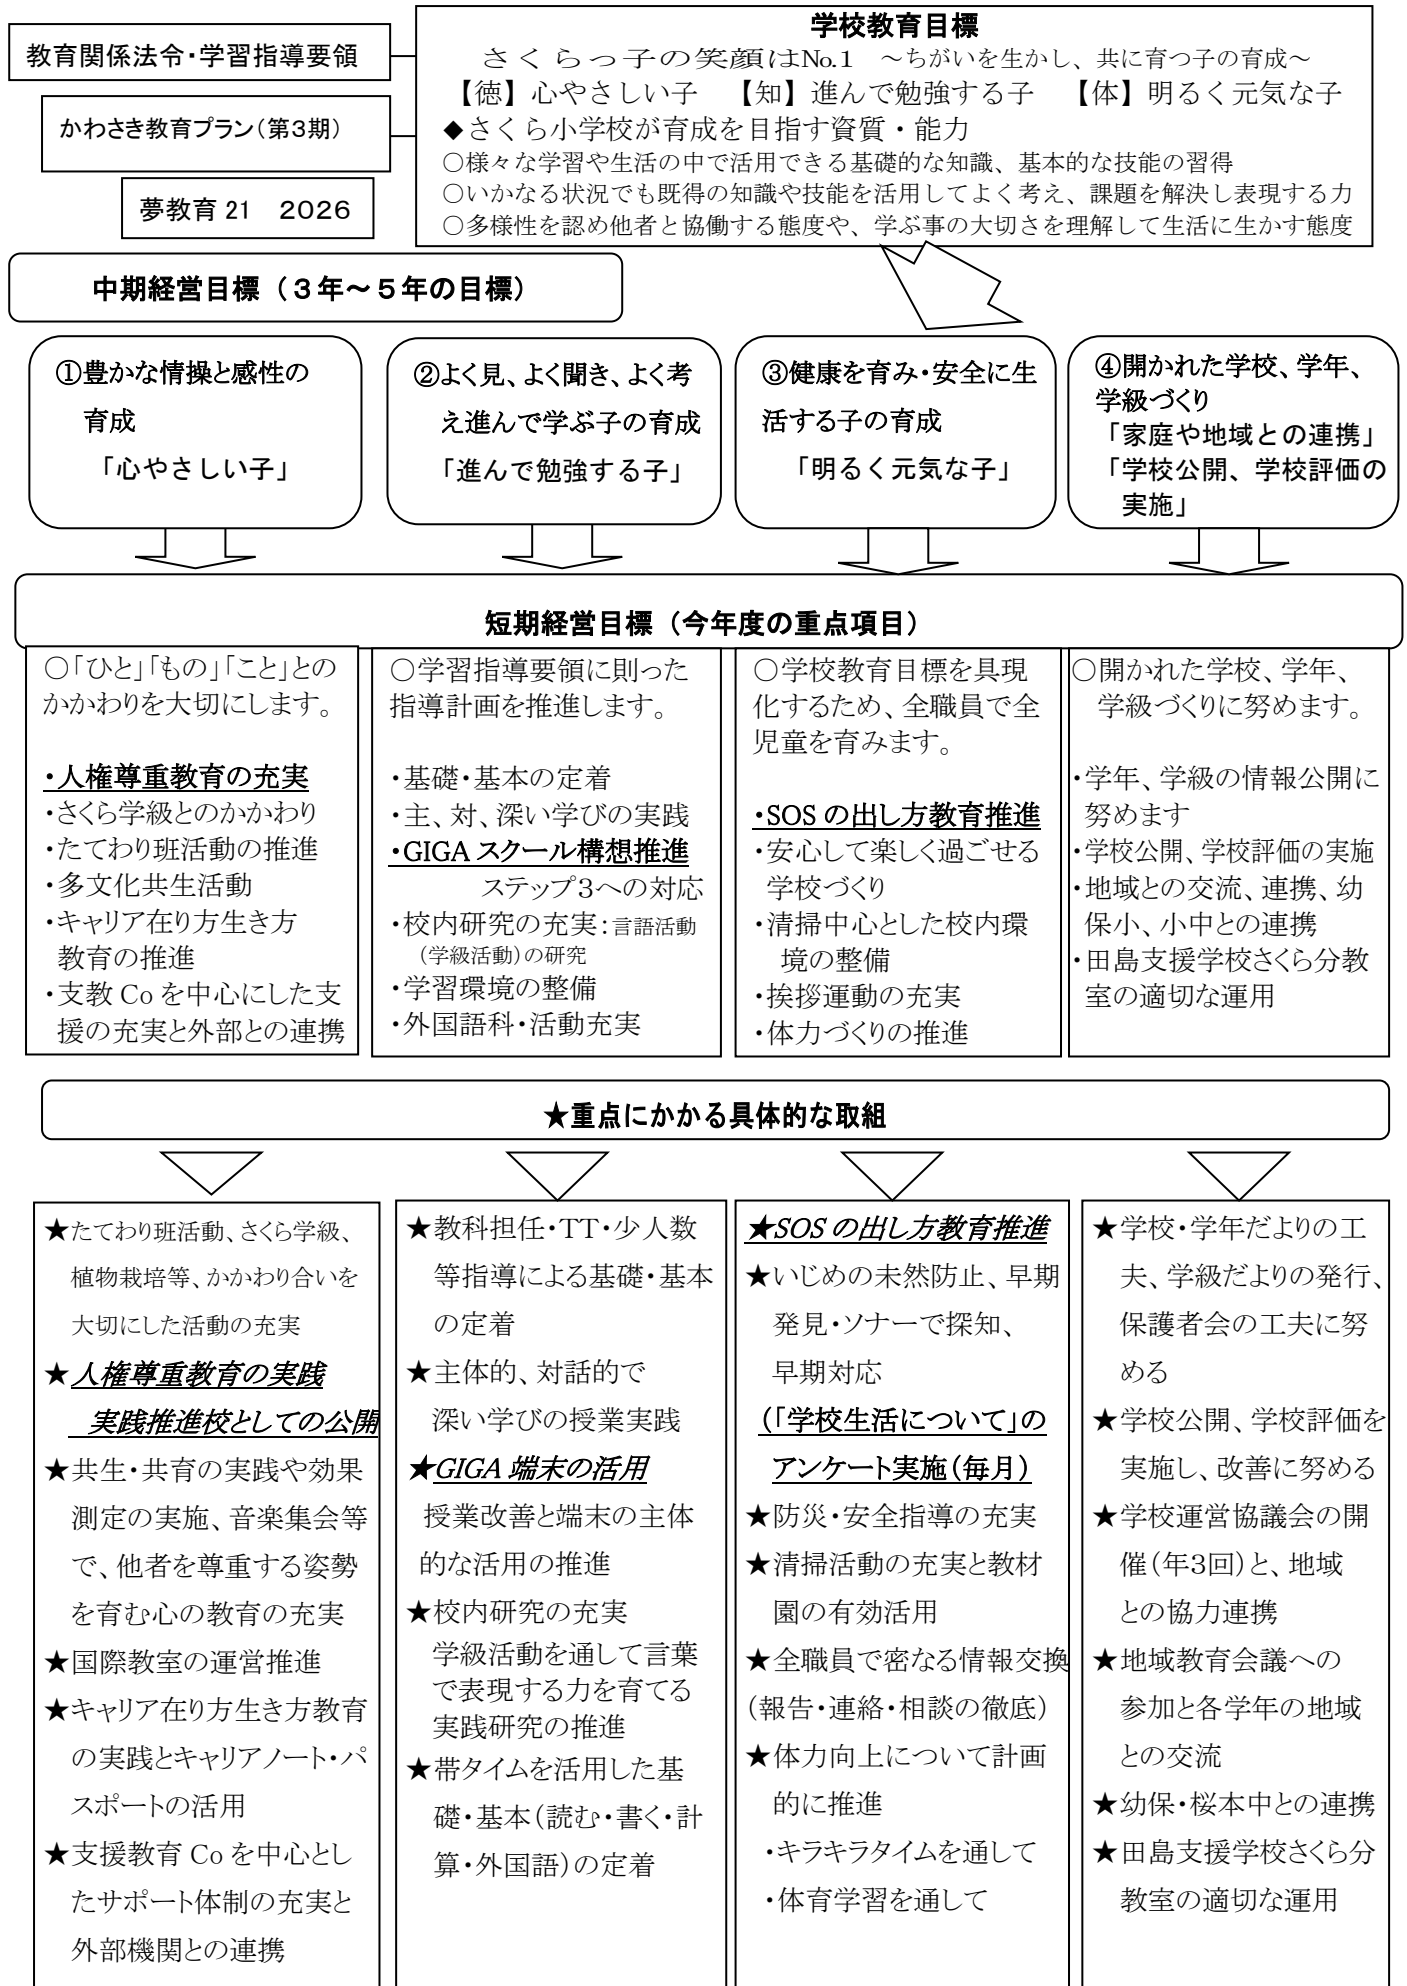 教育関係法令・学習指導要領
かわさき教育プラン（第3期）
夢教育 21　2026
学校教育目標
さくらっ子の笑顔は№1　～ちがいを生かし、共に育つ子の育成～
【徳】心やさしい子　【知】進んで勉強する子　【体】明るく元気な子
◆さくら小学校が育成を目指す資質・能力
○様々な学習や生活の中で活用できる基礎的な知識、基本的な技能の習得
○いかなる状況でも既得の知識や技能を活用してよく考え、課題を解決し表現する力
○多様性を認め他者と協働する態度や、学ぶ事の大切さを理解して生活に生かす態度
中期経営目標（３年～５年の目標）
①豊かな情操と感性の
育成
「心やさしい子」
②よく見、よく聞き、よく考
え進んで学ぶ子の育成
「進んで勉強する子」
③健康を育み・安全に生
活する子の育成
「明るく元気な子」
④開かれた学校、学年、
学級づくり
「家庭や地域との連携」
「学校公開、学校評価の
実施」
短期経営目標（今年度の重点項目）
○「ひと」「もの」「こと」との
かかわりを大切にします。
・人権尊重教育の充実
・さくら学級とのかかわり
・たてわり班活動の推進
・多文化共生活動
・キャリア在り方生き方
教育の推進
・支教 Co を中心にした支
援の充実と外部との連携
○学習指導要領に則った
指導計画を推進します。
・基礎・基本の定着
・主、対、深い学びの実践
・GIGA スクール構想推進
ステップ３への対応
・校内研究の充実：言語活動
（学級活動）の研究
・学習環境の整備
・外国語科・活動充実
○学校教育目標を具現
化するため、全職員で全
児童を育みます。
・SOS の出し方教育推進
・安心して楽しく過ごせる
学校づくり
・清掃中心とした校内環
境の整備
・挨拶運動の充実
・体力づくりの推進
○開かれた学校、学年、
学級づくりに努めます。
・学年、学級の情報公開に
努めます
・学校公開、学校評価の実施
・地域との交流、連携、幼
保小、小中との連携
・田島支援学校さくら分教
室の適切な運用
★重点にかかる具体的な取組
★たてわり班活動、さくら学級、
植物栽培等、かかわり合いを
大切にした活動の充実
★人権尊重教育の実践
実践推進校としての公開
★共生・共育の実践や効果
測定の実施、音楽集会等
で、他者を尊重する姿勢
を育む心の教育の充実
★国際教室の運営推進
★キャリア在り方生き方教育
の実践とキャリアノート・パ
スポートの活用
★支援教育 Co を中心とし
たサポート体制の充実と
外部機関との連携
★教科担任・TT・少人数
等指導による基礎・基本
の定着
★主体的、対話的で
深い学びの授業実践
★GIGA 端末の活用
授業改善と端末の主体
的な活用の推進
★校内研究の充実
学級活動を通して言葉
で表現する力を育てる
実践研究の推進
★帯タイムを活用した基
礎・基本（読む・書く・計
算・外国語）の定着
★SOS の出し方教育推進
★いじめの未然防止、早期
発見・ソナーで探知、
早期対応
（「学校生活について」の
アンケート実施（毎月）
★防災・安全指導の充実
★清掃活動の充実と教材
園の有効活用
★全職員で密なる情報交換
（報告・連絡・相談の徹底）
★体力向上について計画
的に推進
・キラキラタイムを通して
・体育学習を通して
★学校・学年だよりの工
夫、学級だよりの発行、
保護者会の工夫に努
める
★学校公開、学校評価を
実施し、改善に努める
★学校運営協議会の開
催（年３回）と、地域
との協力連携
★地域教育会議への
参加と各学年の地域
との交流
★幼保・桜本中との連携
★田島支援学校さくら分
教室の適切な運用